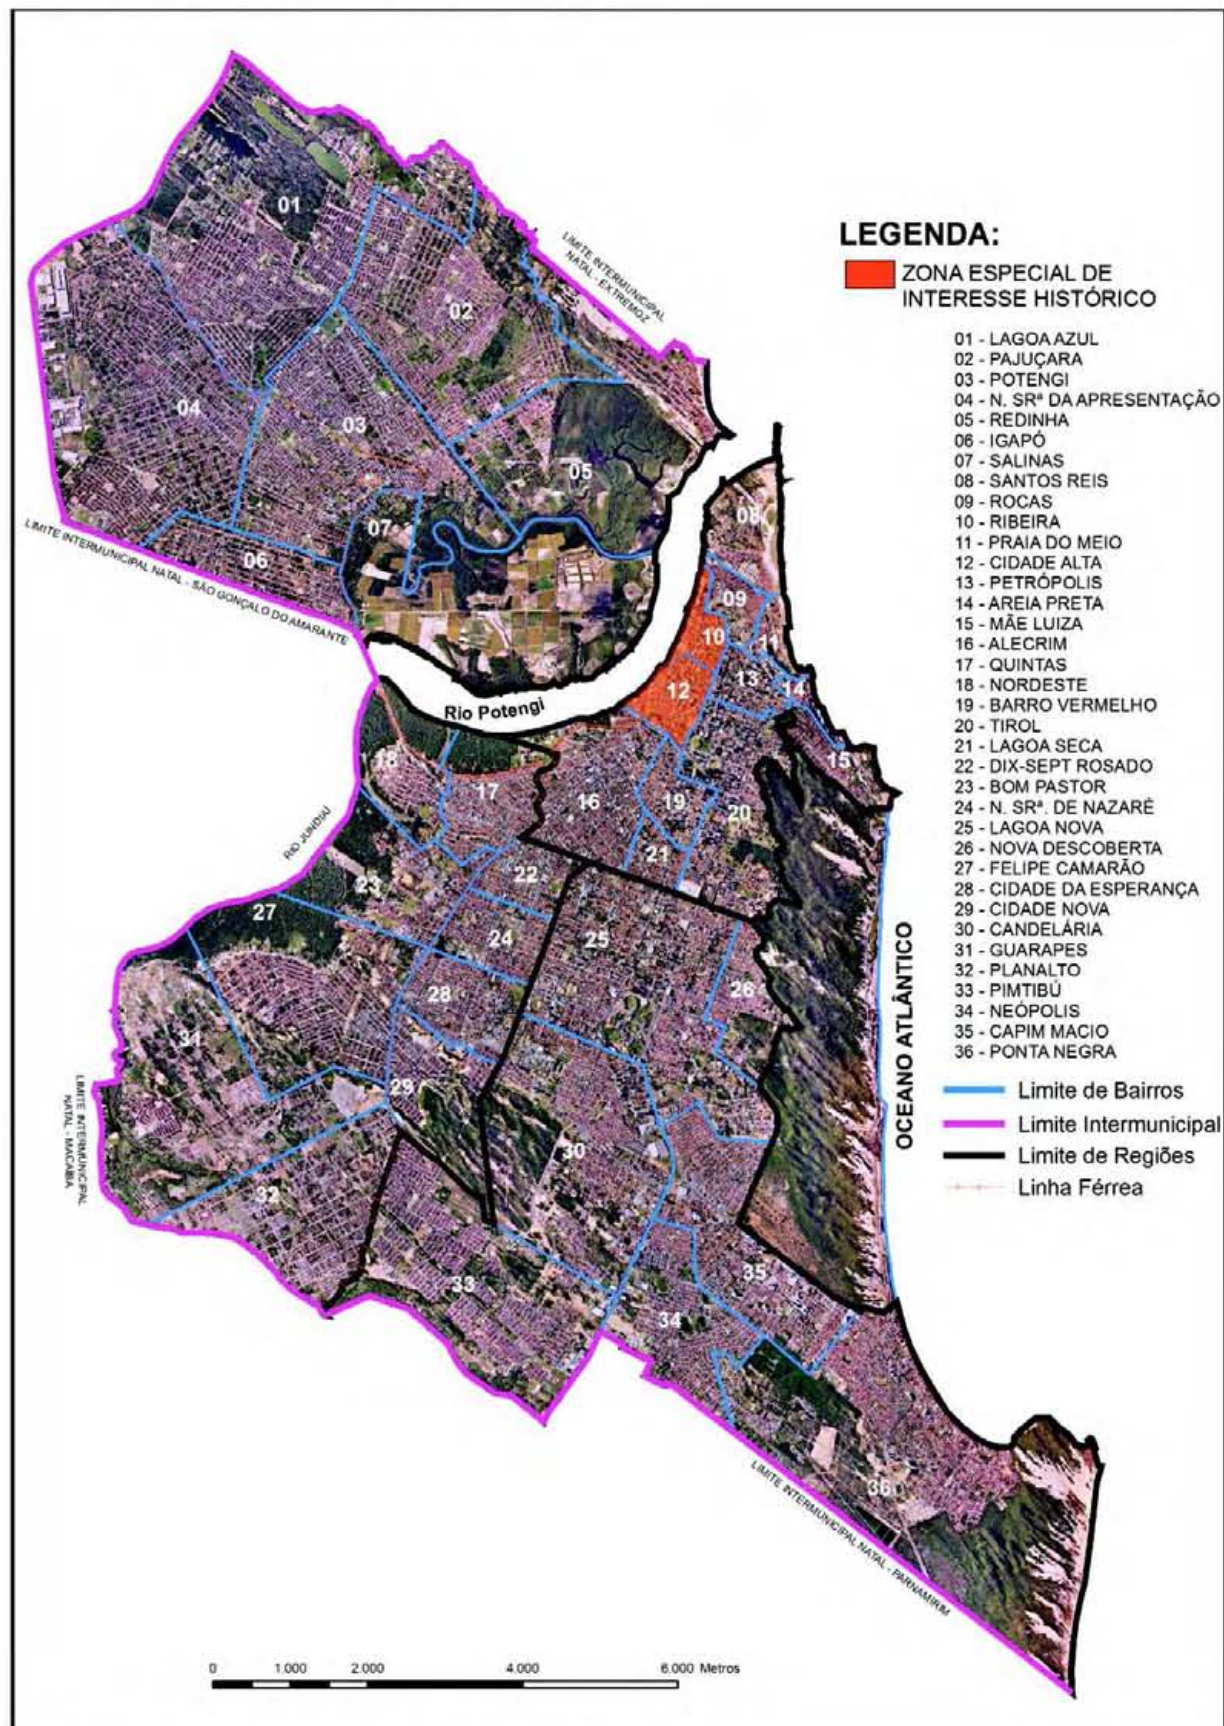 LEGENDA:
ZONA ESPECIAL DE
INTERESSE HISTÓRICO
01 - LAGOA AZUL
02 - PAJUÇARA
03 - POTENGI
04 - N. SRª DA APRESENTAÇÃO
05 - REDINHA
06 - IGAPÓ
07 - SALINAS
08 - SANTOS REIS
09 - ROCAS
10 - RIBEIRA
11 - PRAIA DO MEIO
12 - CIDADE ALTA
13 - PETRÓPOLIS
14 - AREIA PRETA
15 - MÃE LUIZA
16 - ALECRIM
17 - QUINTAS
18 - NORDESTE
19 - BARRO VERMELHO
20 - TIROL
21 - LAGOA SECA
22 - DIX-SEPT ROSADO
23 - BOM PASTOR
24 - N. SRª. DE NAZARÉ
25 - LAGOA NOVA
26 - NOVA DESCOBERTA
27 - FELIPE CAMARÃO
28 - CIDADE DA ESPERANÇA
29 - CIDADE NOVA
30 - CANDELÁRIA
31 - GUARAPES
32 - PLANALTO
33 - PIMTIBÚ
34 - NEÓPOLIS
35 - CAPIM MACIO
36 - PONTA NEGRA
Limite de Bairros
Limite Intermunicipal
Limite de Regiões
Linha Férrea
LIMITE INTERMUNICIPAL
NATAL - EXTREMOZ
01
02
04
03
05
07
06
08
09
10
11
12
13
14
15
LIMITE INTERMUNICIPAL NATAL - SÃO GONÇALO DO AMARANTE
Rio Potengi
18
17
16
19
20
21
RIO JUNDIAÍ
22
23
27
24
25
28
26
31
29
OCEANO ATLÂNTICO
LIMITE INTERMUNICIPAL
NATAL - MACAÍBA
30
32
33
35
34
36
LIMITE INTERMUNICIPAL NATAL - PARNAMIRIM
0 1.000 2.000 4.000 6.000 Metros